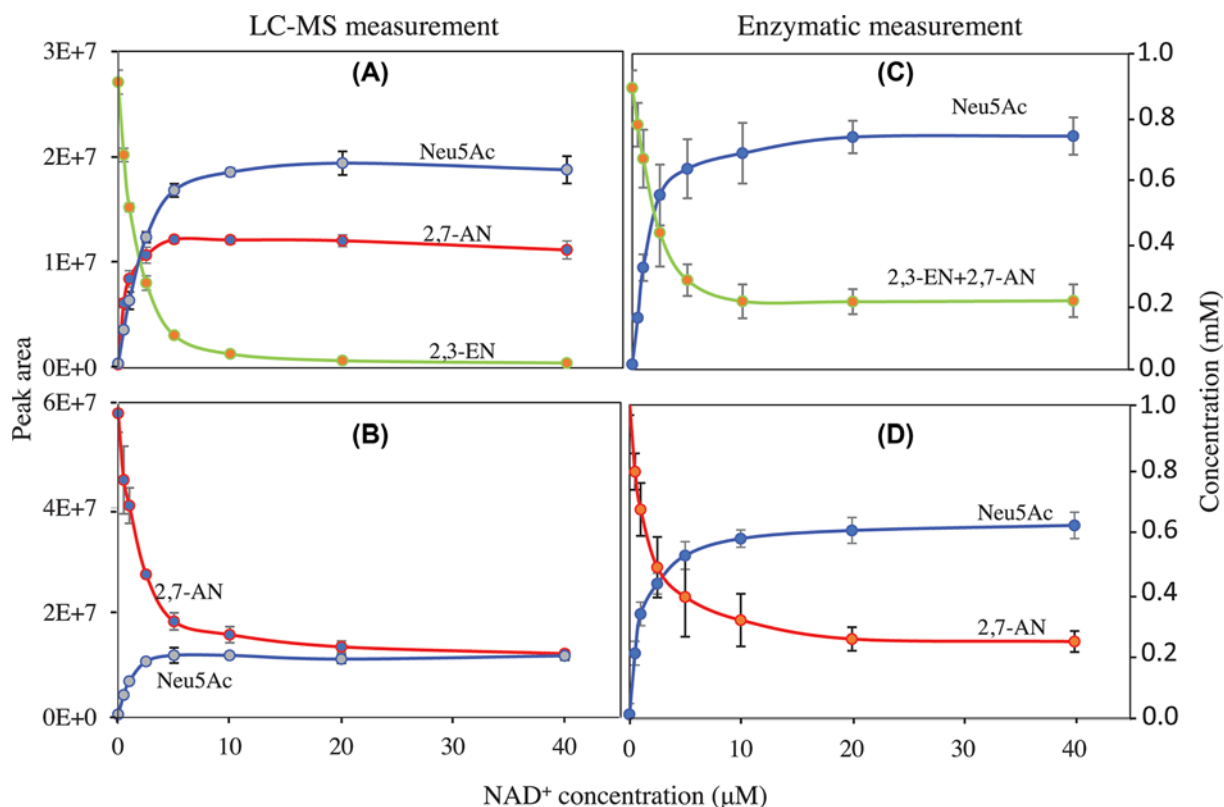 LC-MS measurement
Enzymatic measurement
3E+7
2E+7
1E+7
0E+0
(A)
Neu5Ac
2,7-AN
2,3-EN
(C)
Neu5Ac
2,3-EN+2,7-AN
1.0
0.8
0.6
0.4
0.2
0.0
Peak area
Concentration (mM)
6E+7
4E+7
2E+7
0E+0
(B)
2,7-AN
Neu5Ac
(D)
Neu5Ac
2,7-AN
1.0
0.8
0.6
0.4
0.2
0.0
0 10 20 30 40
0 10 20 30 40
NAD⁺ concentration (μM)